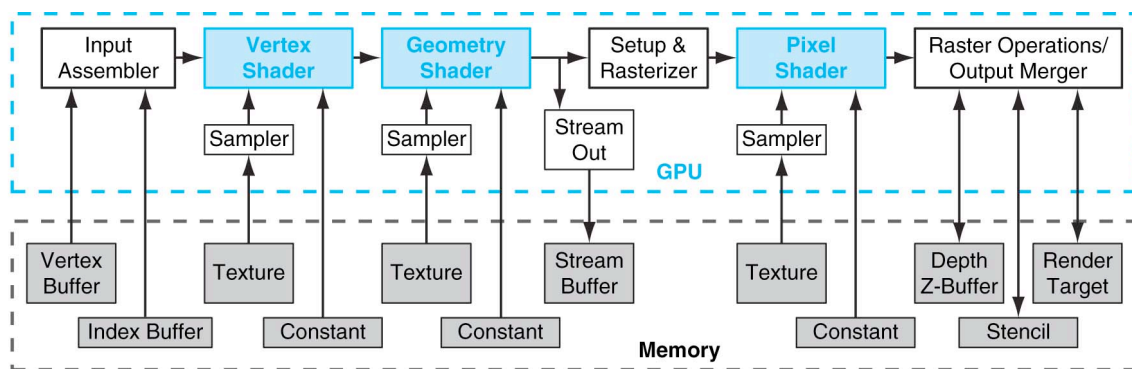 Input
Assembler
Vertex
Shader
Geometry
Shader
Setup &
Rasterizer
Pixel
Shader
Raster Operations/
Output Merger
Sampler
Sampler
Stream
Out
Sampler
GPU
Vertex
Buffer
Texture
Texture
Stream
Buffer
Texture
Depth
Z-Buffer
Render
Target
Index Buffer
Constant
Constant
Constant
Stencil
Memory